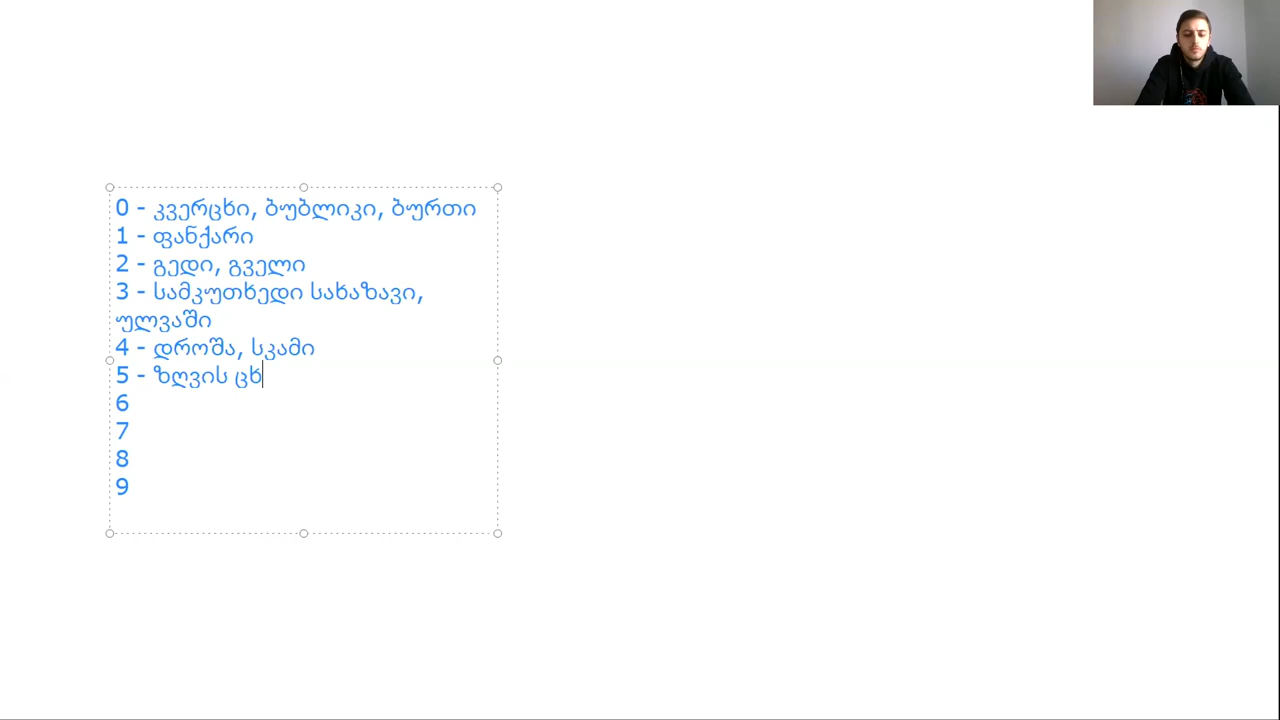 0 - კვერცხი, ბუბლიკი, ბურთი
1 - ფანქარი
2 - გედი, გველი
3 - სამკუთხედი სახაზავი,
ულვაში
4 - დროშა, სკამი
5 - ზღვის ცხ
6
7
8
9